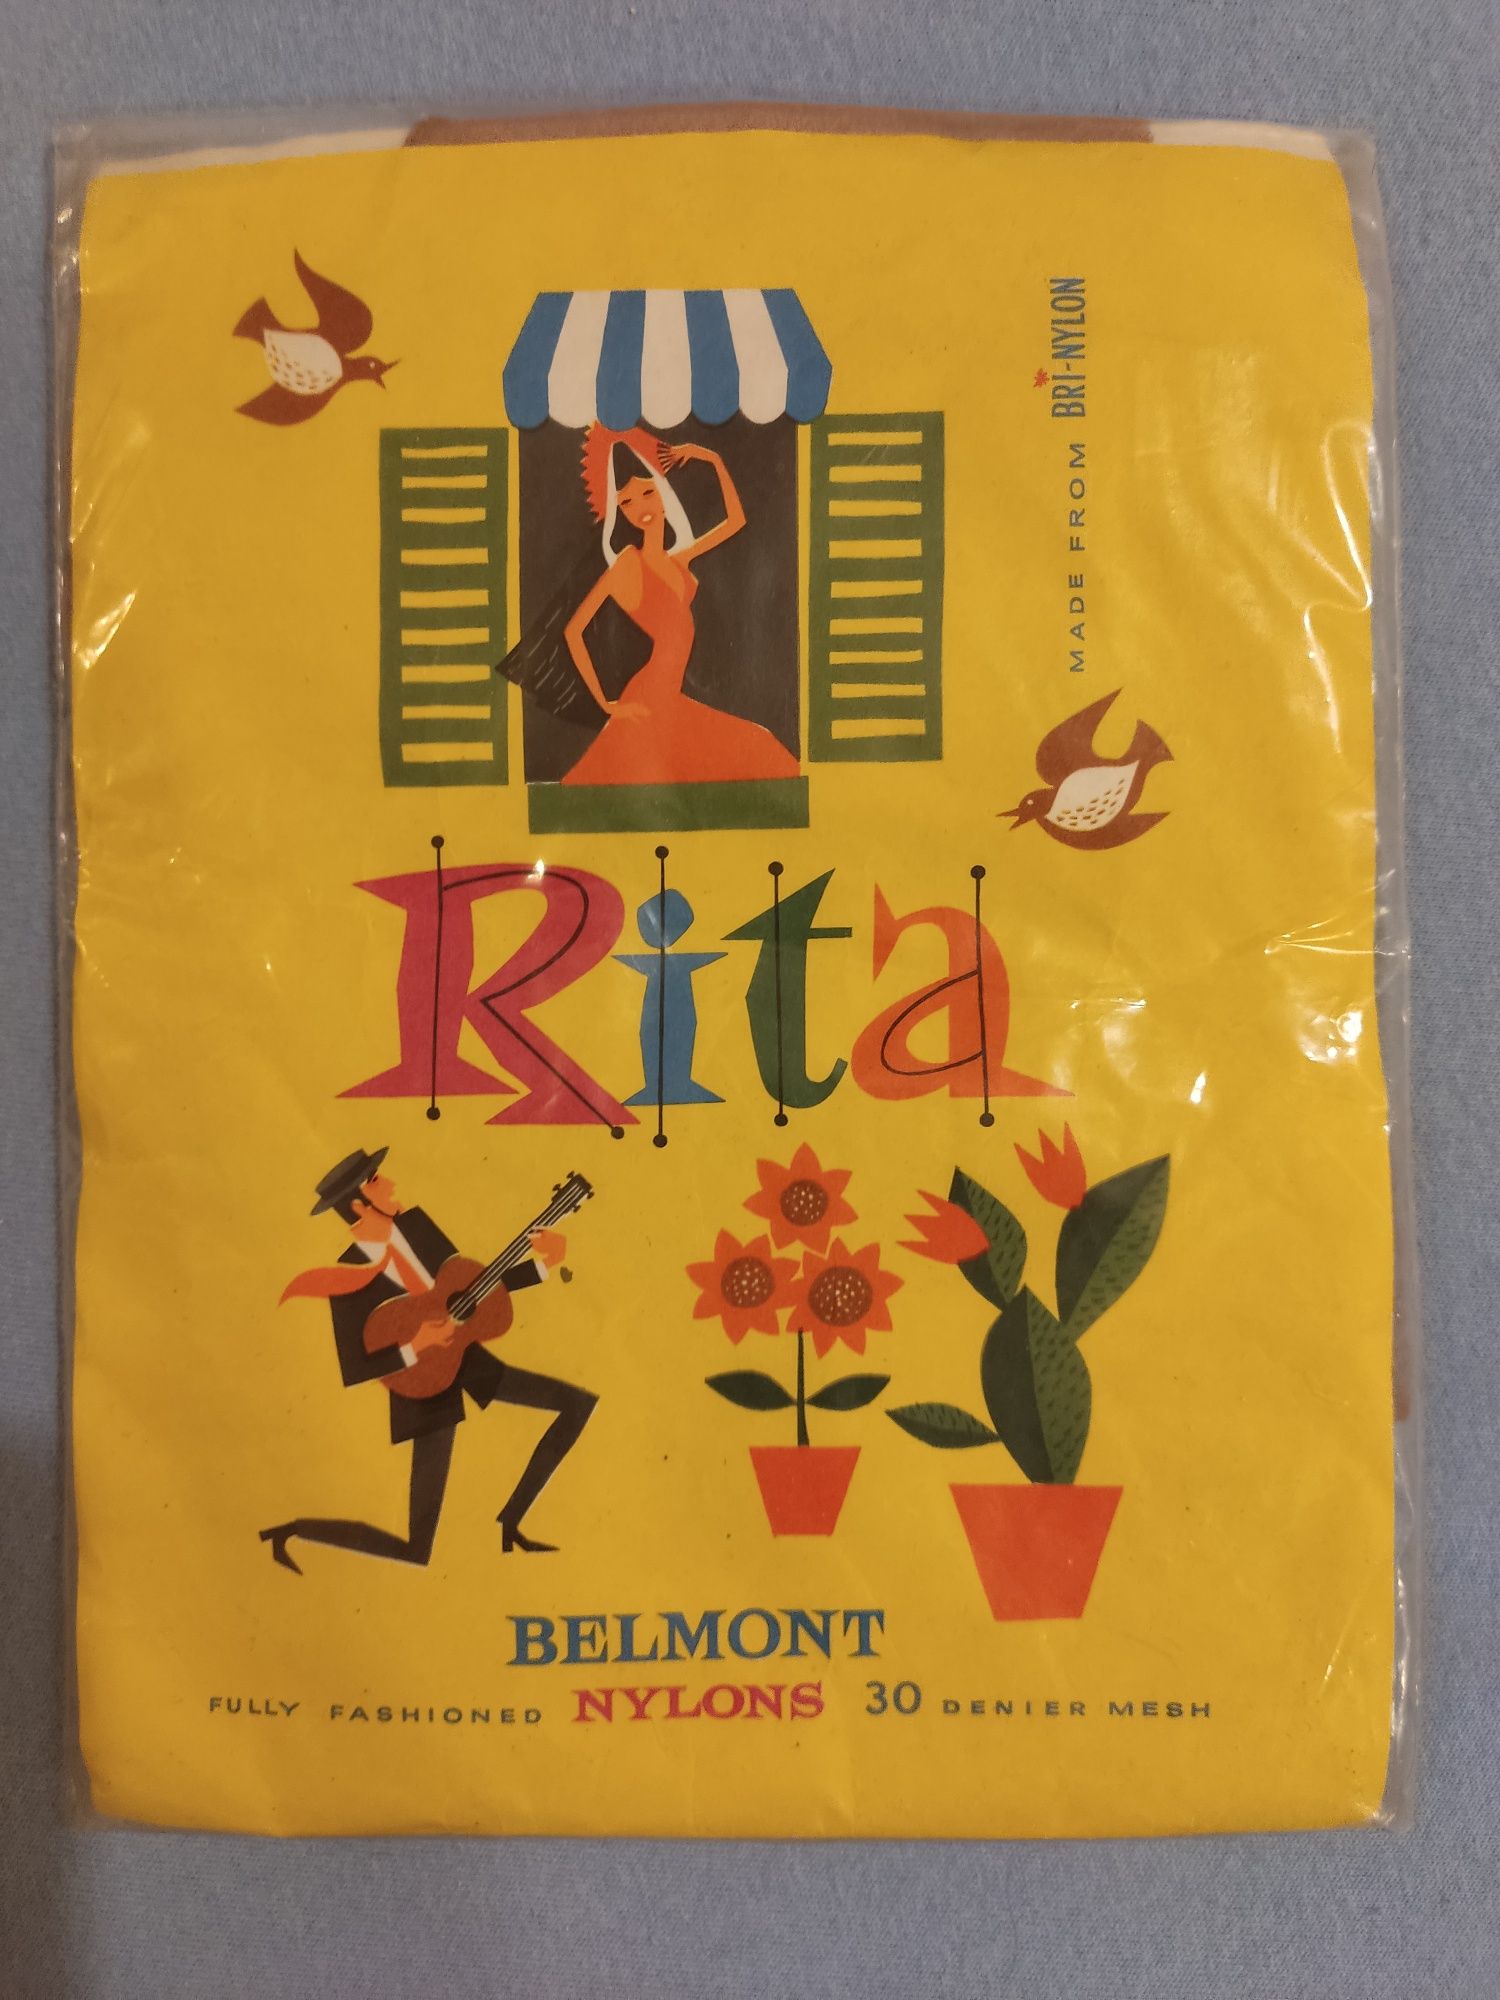 MADE FROM BRI-NYLON
Rita
BELMONT
FULLY FASHIONED NYLONS 30 DENIER MESH